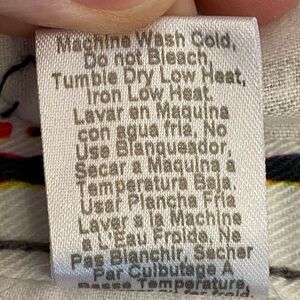 Machine Wash Cold,
Do not Bleach,
Tumble Dry Low Heat,
Iron Low Heat.
Lavar en Maquina
con agua fria, No
Use Blanqueador,
Secar a Maquina a
Temperatura Baja,
Usar Plancha Fria
Laver a la Machine
a L'Eau Froide, Ne
Pas Blanchir, Secher
Par Culbutage A
Basse Temperature,